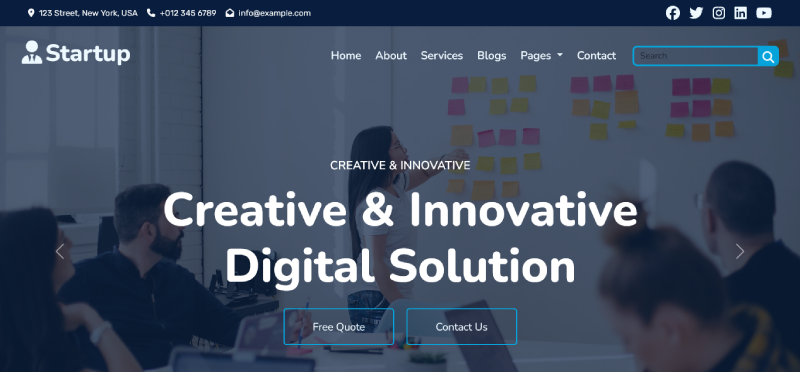 123 Street, New York, USA +012 345 6789 info@example.com
Startup
Home About Services Blogs Pages Contact Search
CREATIVE & INNOVATIVE
Creative & Innovative
Digital Solution
Free Quote Contact Us